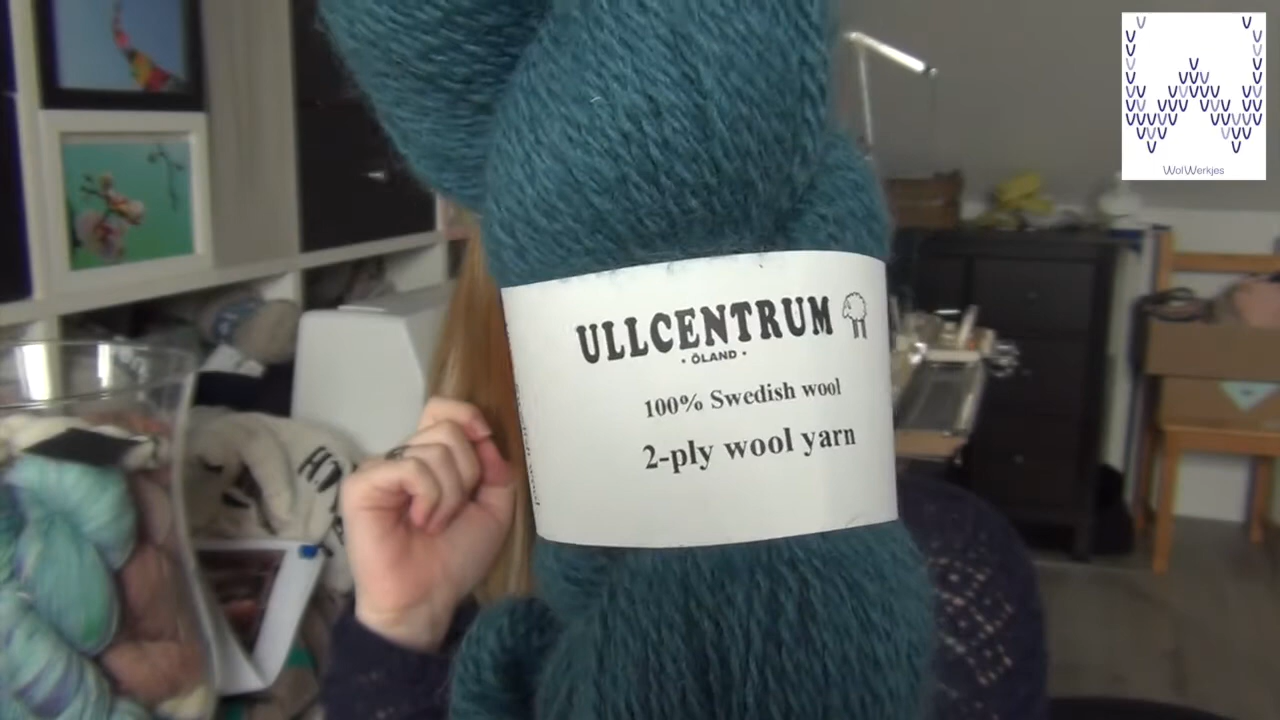 WolWerkjes
ULLCENTRUM
• ÖLAND •
100% Swedish wool
2-ply wool yarn